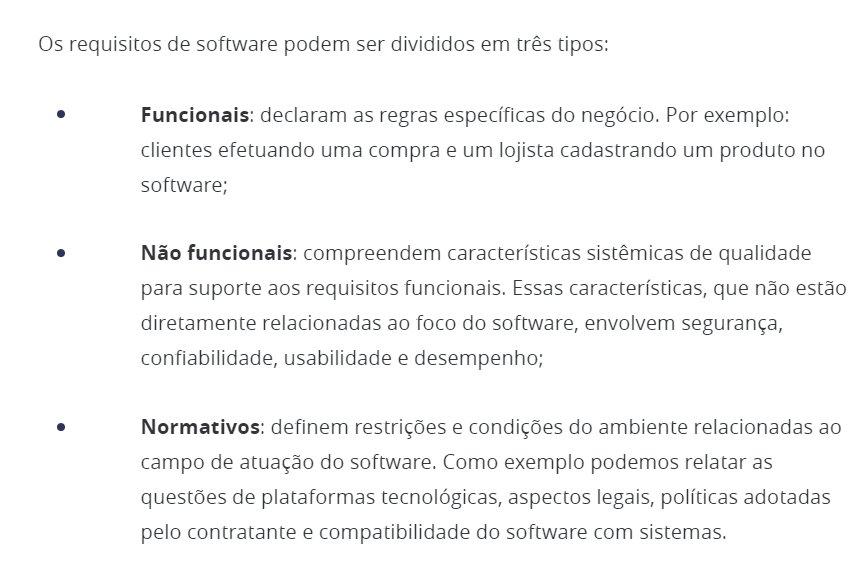 Os requisitos de software podem ser divididos em três tipos:
Funcionais: declaram as regras específicas do negócio. Por exemplo:
clientes efetuando uma compra e um lojista cadastrando um produto no
software;
Não funcionais: compreendem características sistêmicas de qualidade
para suporte aos requisitos funcionais. Essas características, que não estão
diretamente relacionadas ao foco do software, envolvem segurança,
confiabilidade, usabilidade e desempenho;
Normativos: definem restrições e condições do ambiente relacionadas ao
campo de atuação do software. Como exemplo podemos relatar as
questões de plataformas tecnológicas, aspectos legais, políticas adotadas
pelo contratante e compatibilidade do software com sistemas.